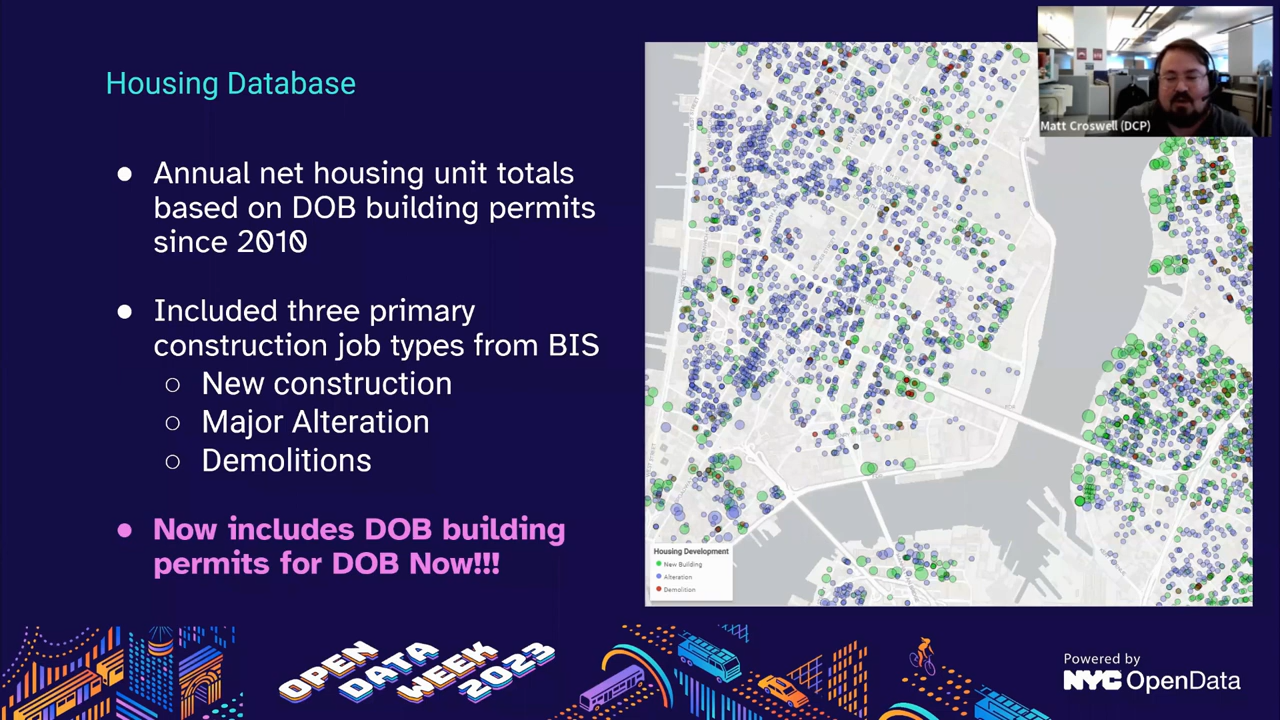 Housing Database
Matt Croswell (DCP)
● Annual net housing unit totals
based on DOB building permits
since 2010
● Included three primary
construction job types from BIS
○ New construction
○ Major Alteration
○ Demolitions
● Now includes DOB building
permits for DOB Now!!!
Housing Development
New Building
Alteration
Demolition
OPEN
DATA
WEEK
2023
Powered by
NYC OpenData